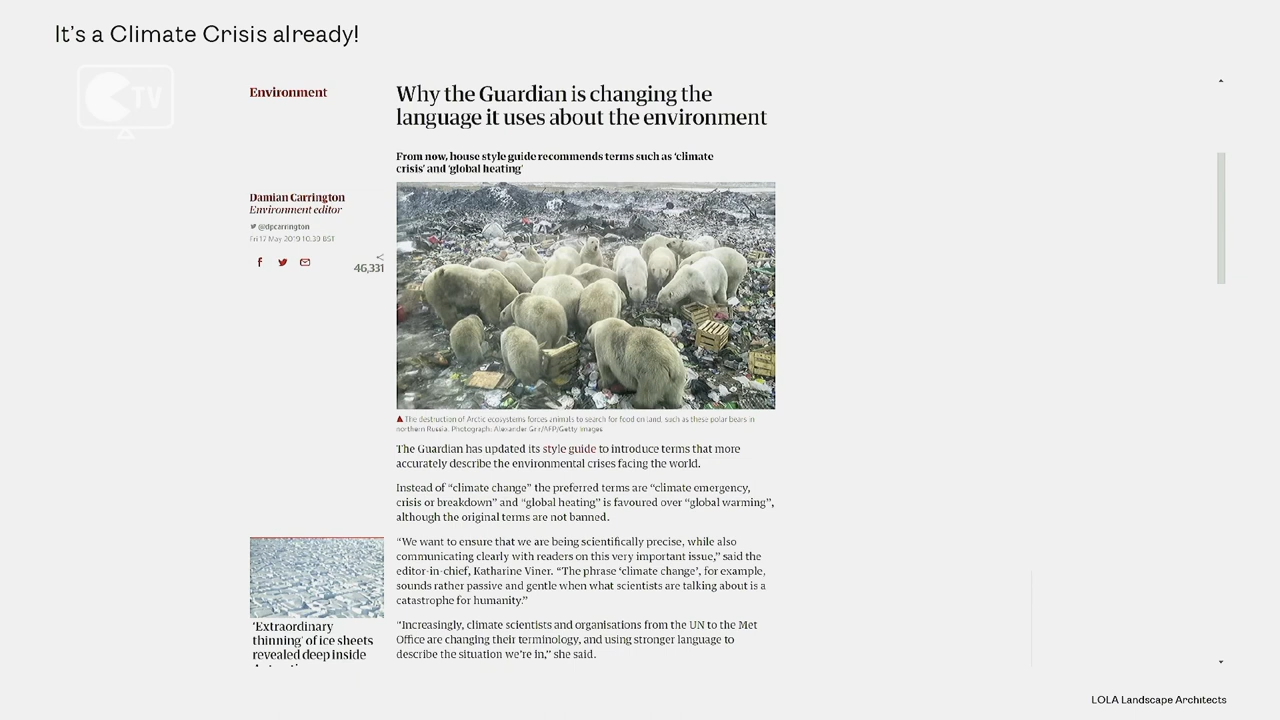 It's a Climate Crisis already!
TV
Environment
Why the Guardian is changing the
language it uses about the environment
From now, house style guide recommends terms such as 'climate
crisis' and 'global heating'
Damian Carrington
Environment editor
@dpcarrington
Fri 17 May 2019 10.39 BST
46,331
The destruction of Arctic ecosystems forces animals to search for food on land, such as these polar bears in
northern Russia. Photograph: Alexander Grir/AFP/Getty Images
The Guardian has updated its style guide to introduce terms that more
accurately describe the environmental crises facing the world.
Instead of “climate change” the preferred terms are “climate emergency,
crisis or breakdown” and “global heating” is favoured over “global warming”,
although the original terms are not banned.
“We want to ensure that we are being scientifically precise, while also
communicating clearly with readers on this very important issue,” said the
editor-in-chief, Katharine Viner. “The phrase ‘climate change’, for example,
sounds rather passive and gentle when what scientists are talking about is a
catastrophe for humanity.”
“Increasingly, climate scientists and organisations from the UN to the Met
Office are changing their terminology, and using stronger language to
describe the situation we’re in,” she said.
‘Extraordinary
thinning’ of ice sheets
revealed deep inside
LOLA Landscape Architects